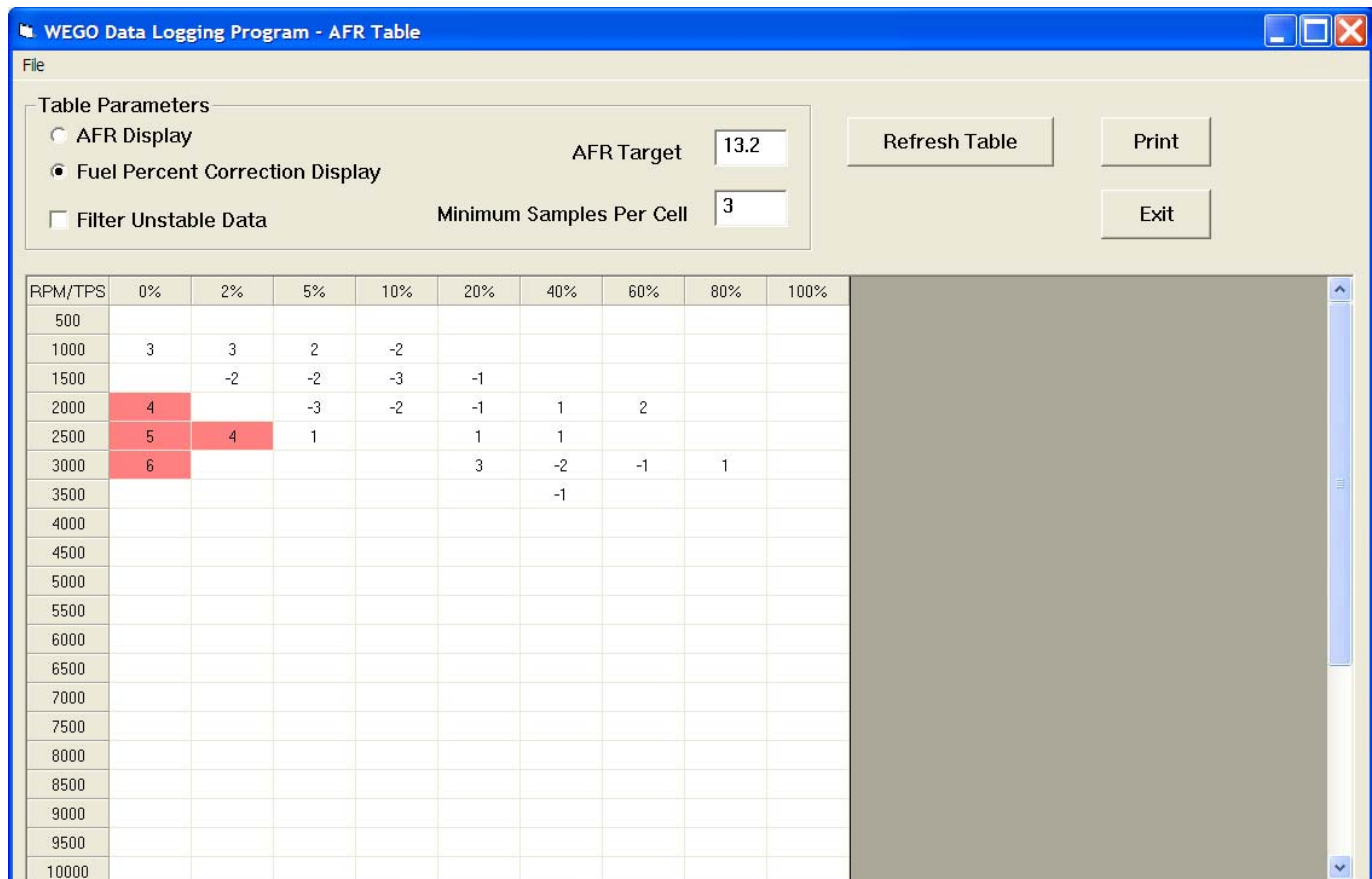 WEGO Data Logging Program - AFR Table
File
Table Parameters
AFR Display
Fuel Percent Correction Display
Filter Unstable Data
AFR Target 13.2
Minimum Samples Per Cell 3
Refresh Table
Print
Exit
RPM/TPS 0% 2% 5% 10% 20% 40% 60% 80% 100%
500
1000 3 3 2 -2
1500 -2 -2 -3 -1
2000 4 -3 -2 -1 1 2
2500 5 4 1 1 1
3000 6 3 -2 -1 1
3500 -1
4000
4500
5000
5500
6000
6500
7000
7500
8000
8500
9000
9500
10000